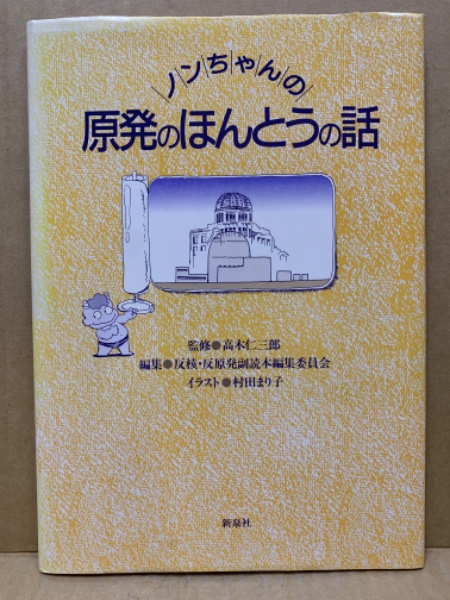 ノンちゃんの
原発のほんとうの話
監修●高木仁三郎
編集●反核・反原発副読本編集委員会
イラスト●村田まり子
新泉社